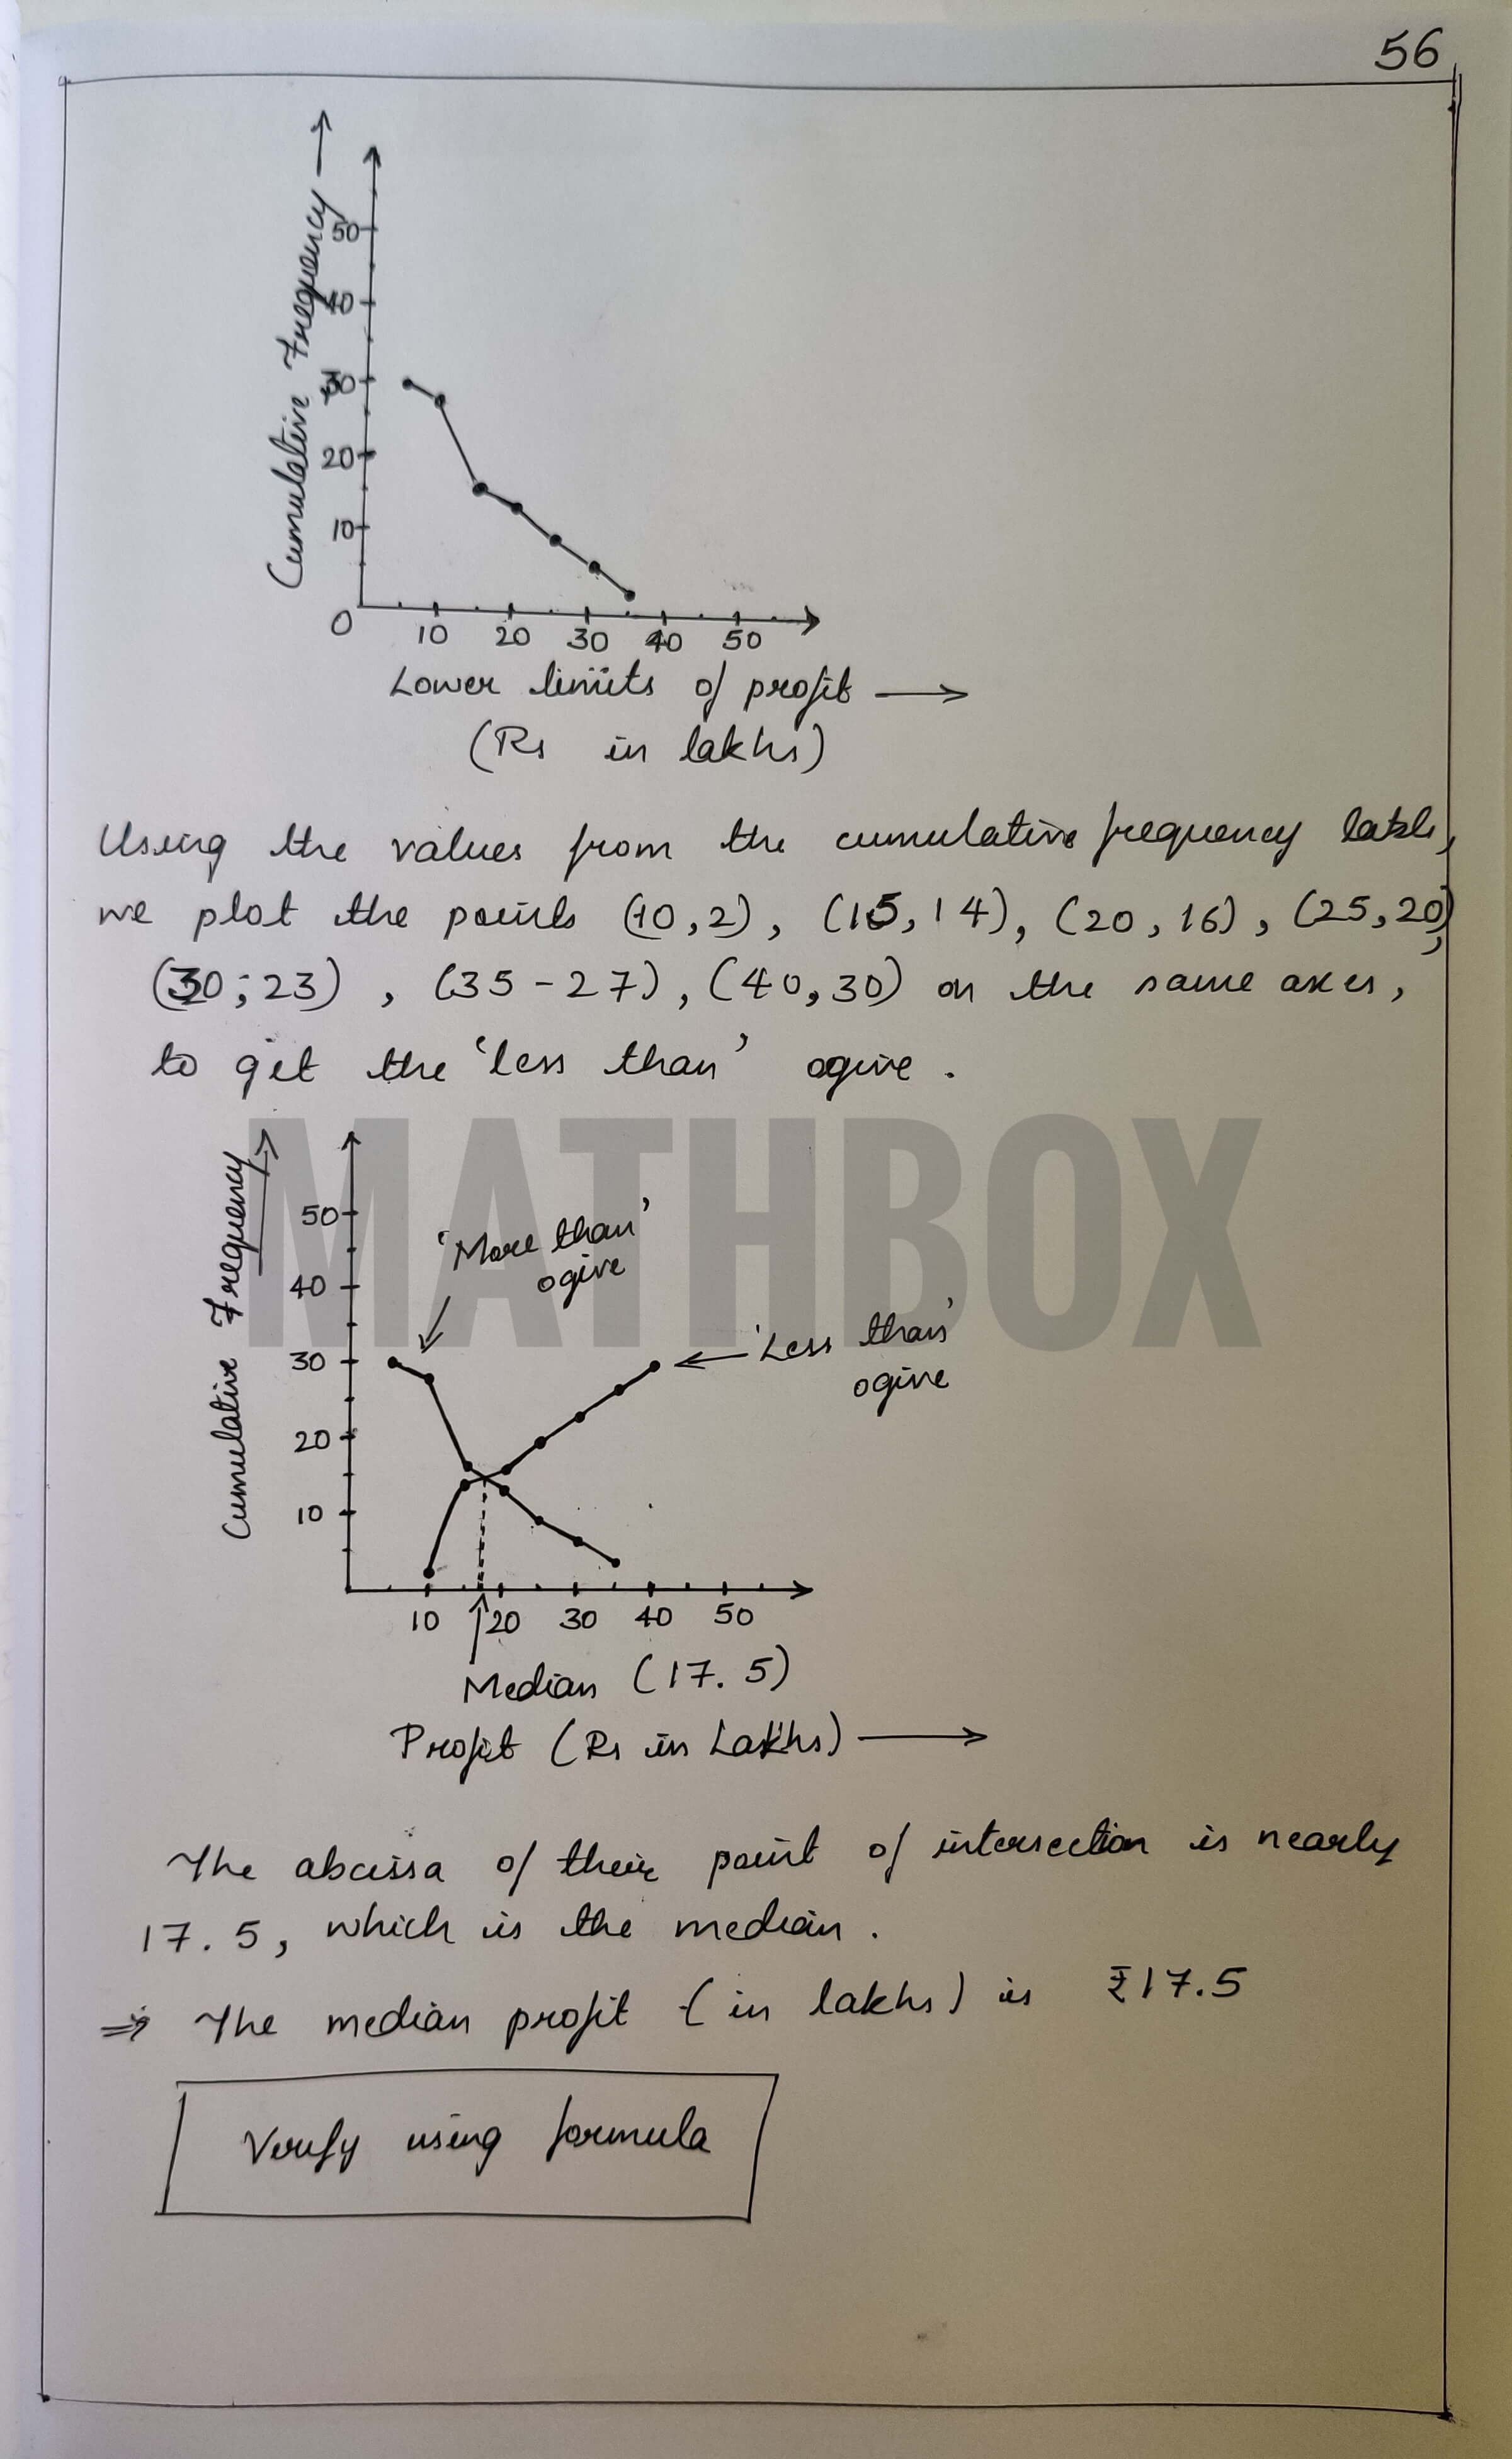 56
Cumulative Frequency
50
40
30
20
10
O
10 20 30 40 50
Lower limits of profit
(Rs in lakhs)
Using the values from the cumulative frequency table,
we plot the points (10,2), (15,14), (20,16), (25,20),
(30;23), (35-27), (40,30) on the same axes,
to get the 'less than' ogive.
MATHBOX
Cumulative Frequency
50
40
30
20
10
'More than'
ogive
'Less than'
ogive
10 20 30 40 50
Median (17.5)
Profit (Rs in Lakhs)
The abcissa of their point of intersection is nearly
17.5, which is the median.
⇒ The median profit (in lakhs) is ₹17.5
Verify using formula